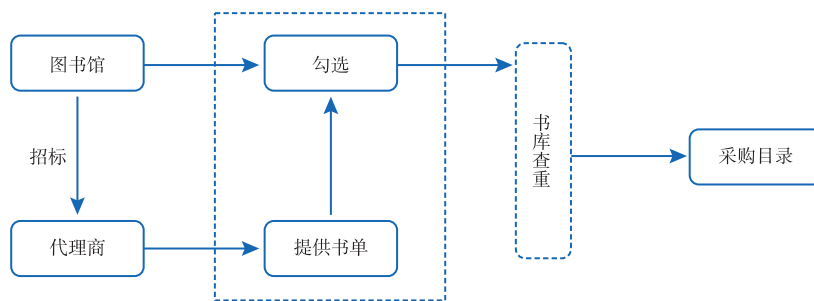 图书馆
勾选
招标
书库查重
采购目录
代理商
提供书单